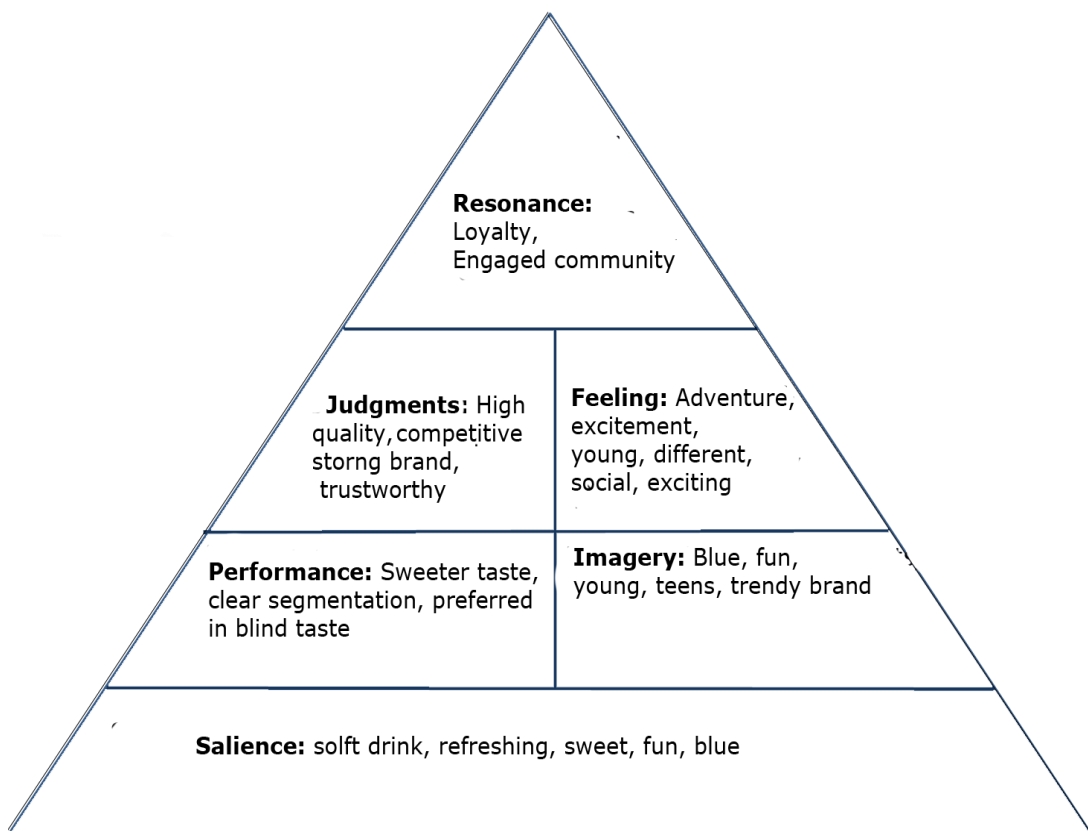 Resonance:
Loyalty,
Engaged community
Judgments: High
quality, competitive
storng brand,
trustworthy
Feeling: Adventure,
excitement,
young, different,
social, exciting
Performance: Sweeter taste,
clear segmentation, preferred
in blind taste
Imagery: Blue, fun,
young, teens, trendy brand
Salience: solft drink, refreshing, sweet, fun, blue